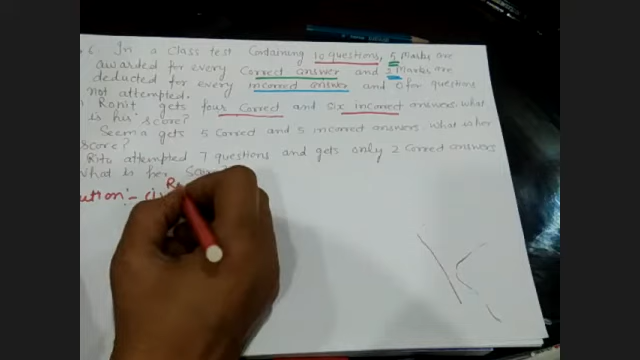 6. In a class test containing 10 questions, 5 Marks are
awarded for every correct answer and 2 Marks are
deducted for every incorrect answer and 0 for questions
not attempted.
Rohit gets four correct and six incorrect answers. what
is his score?
Seema gets 5 correct and 5 incorrect answers. What is her
score?
Rito attempted 7 questions and gets only 2 correct answers
What is her
ution:- (i) R